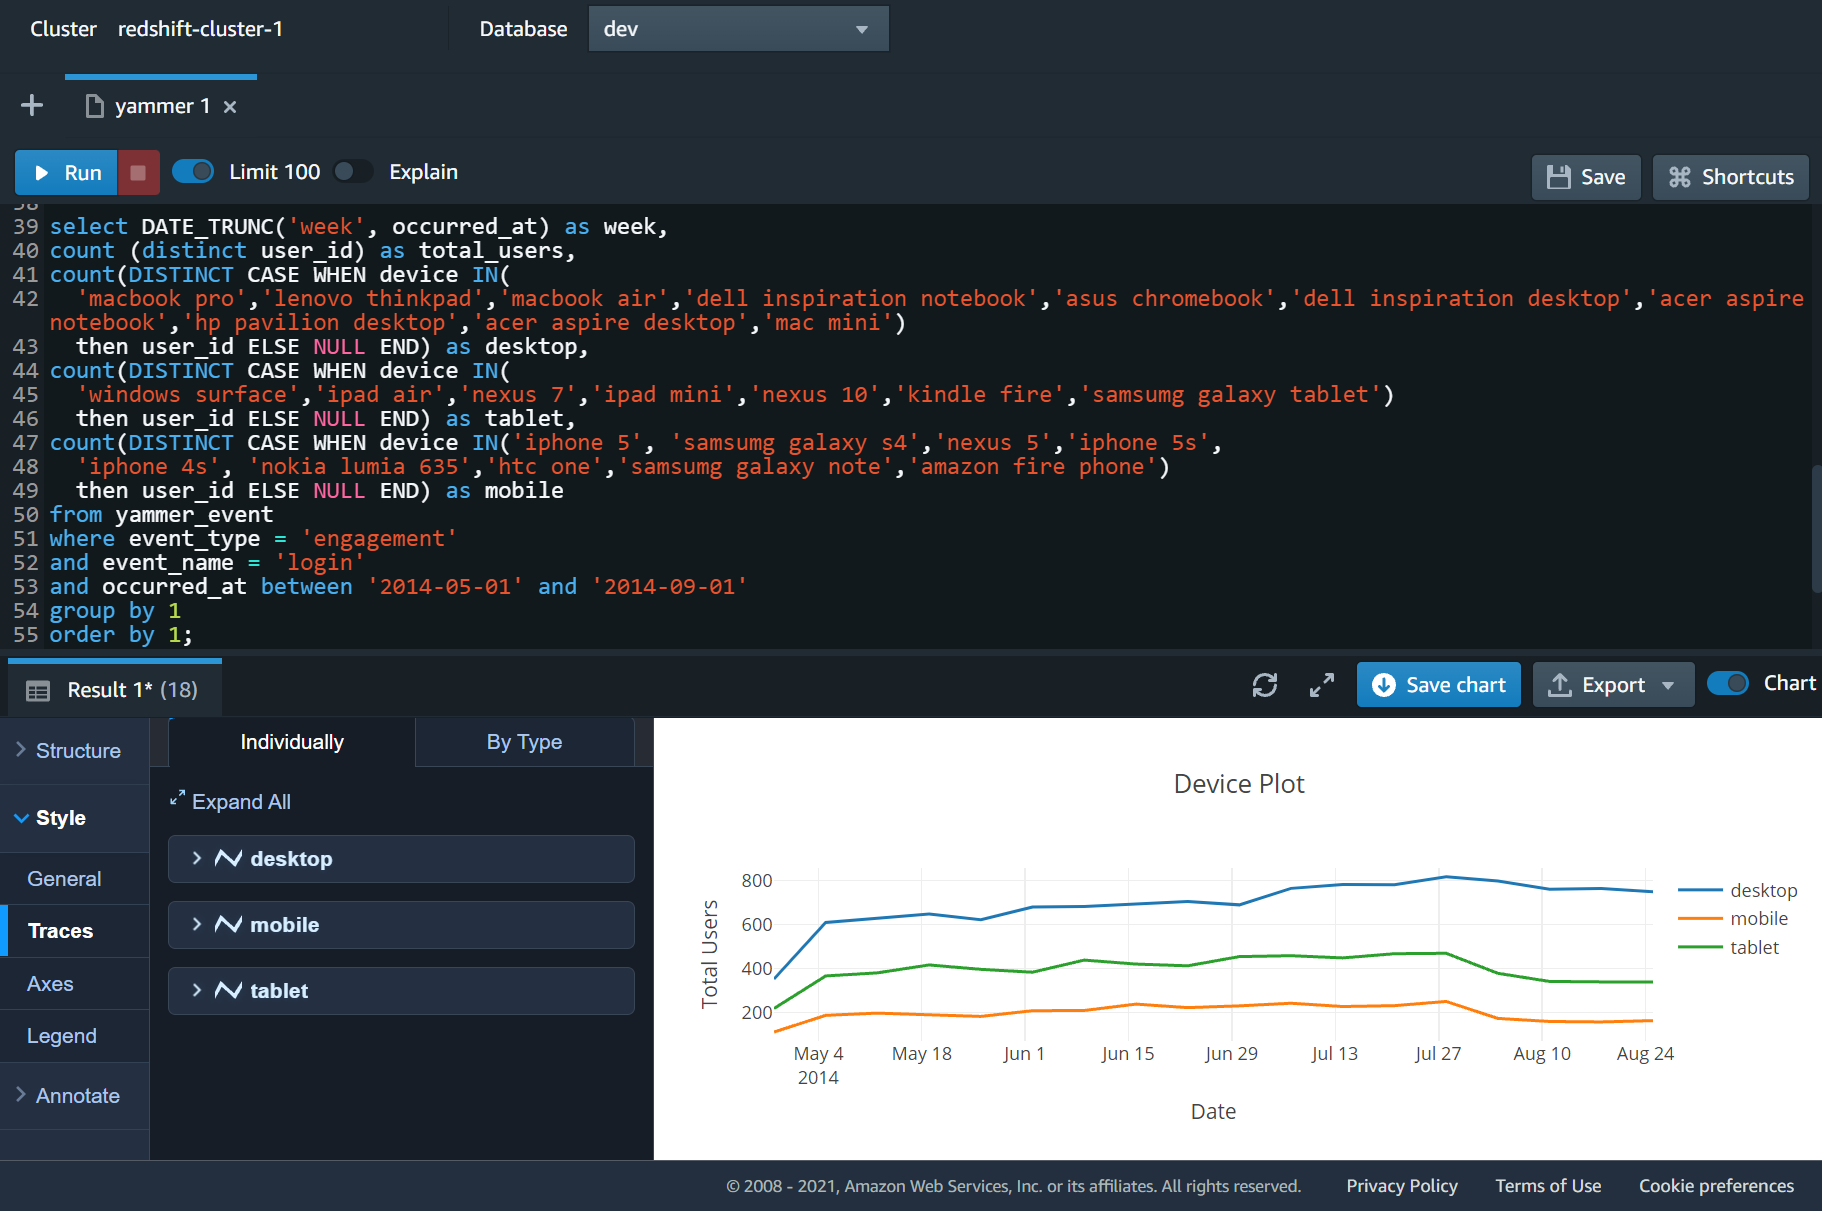 Cluster redshift-cluster-1 Database dev
yammer 1
Run Limit 100 Explain Save Shortcuts
38
39 select DATE_TRUNC('week', occurred_at) as week,
40 count (distinct user_id) as total_users,
41 count(DISTINCT CASE WHEN device IN(
42 'macbook pro','lenovo thinkpad','macbook air','dell inspiration notebook','asus chromebook','dell inspiration desktop','acer aspire
notebook','hp pavilion desktop','acer aspire desktop','mac mini')
43 then user_id ELSE NULL END) as desktop,
44 count(DISTINCT CASE WHEN device IN(
45 'windows surface','ipad air','nexus 7','ipad mini','nexus 10','kindle fire','samsumg galaxy tablet')
46 then user_id ELSE NULL END) as tablet,
47 count(DISTINCT CASE WHEN device IN('iphone 5', 'samsumg galaxy s4','nexus 5','iphone 5s',
48 'iphone 4s', 'nokia lumia 635','htc one','samsumg galaxy note','amazon fire phone')
49 then user_id ELSE NULL END) as mobile
50 from yammer_event
51 where event_type = 'engagement'
52 and event_name = 'login'
53 and occurred_at between '2014-05-01' and '2014-09-01'
54 group by 1
55 order by 1;
Result 1* (18) Save chart Export Chart
Structure
Style
General
Traces
Axes
Legend
Annotate
Individually By Type
Expand All
desktop
mobile
tablet
Device Plot
Total Users
800
600
400
200
May 4 May 18 Jun 1 Jun 15 Jun 29 Jul 13 Jul 27 Aug 10 Aug 24
2014
Date
desktop
mobile
tablet
© 2008 - 2021, Amazon Web Services, Inc. or its affiliates. All rights reserved. Privacy Policy Terms of Use Cookie preferences